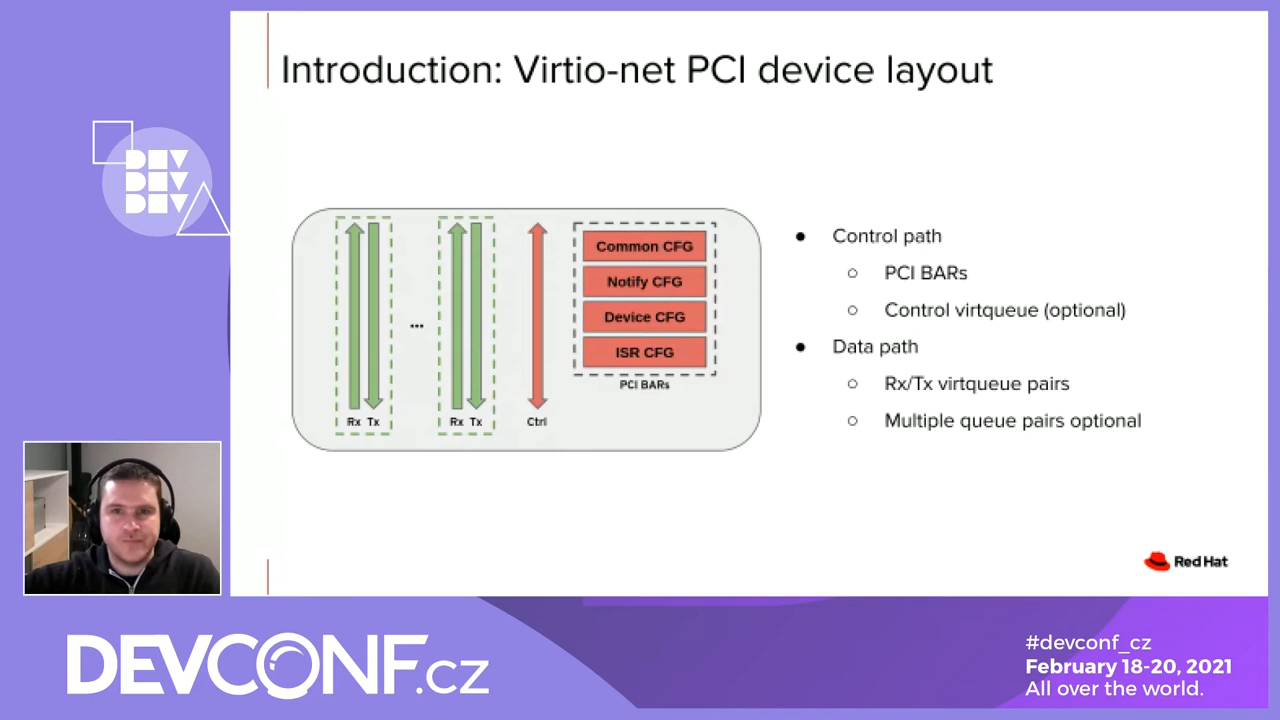 Introduction: Virtio-net PCI device layout
DEV
DEV
DEV
Common CFG
Notify CFG
Device CFG
ISR CFG
PCI BARs
...
Rx Tx
Rx Tx
Ctrl
● Control path
○ PCI BARs
○ Control virtqueue (optional)
● Data path
○ Rx/Tx virtqueue pairs
○ Multiple queue pairs optional
Red Hat
DEVCONF.cz
#devconf_cz
February 18-20, 2021
All over the world.